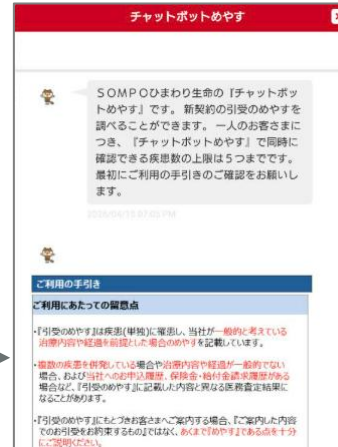 チャットボットめやす
SOMPOひまわり生命の『チャットボッ
トめやす』です。 新契約の引受のめやすを
調べることができます。 一人のお客さまに
つき、『チャットボットめやす』で同時に
確認できる疾患数の上限は5つまでです。
最初にご利用の手引きのご確認をお願いし
ます。
ご利用の手引き
ご利用にあたっての留意点
・『引受のめやす』は疾患(単独)に罹患し、当社が一般的と考えている
治療内容や経過を前提とした場合のめやすを記載しています。
・複数の疾患を併発している場合や治療内容や経過が一般的でない
場合、および当社へのお申込履歴、保険金・給付金請求履歴がある
場合など、『引受のめやす』に記載した内容と異なる医務査定結果に
なることがあります。
・『引受のめやす』にもとづきお客さまへご案内する場合、『ご案内した内容
でのお引受をお約束するもの』ではなく、あくまで『めやす』である点を十分
にご説明ください。